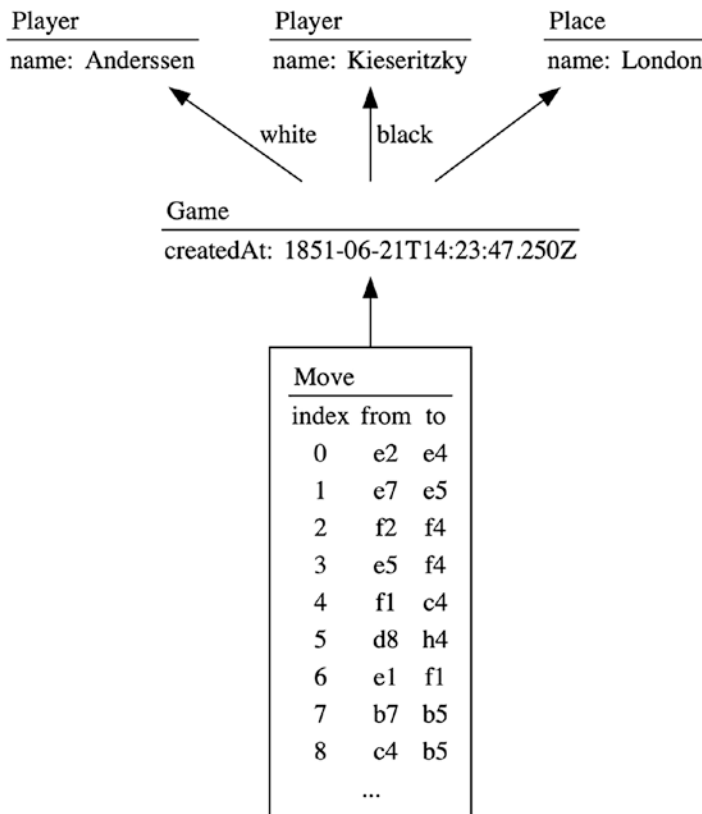 Player Player Place
name: Anderssen name: Kieseritzky name: London
white black
Game
createdAt: 1851-06-21T14:23:47.250Z
Move
index from to
0 e2 e4
1 e7 e5
2 f2 f4
3 e5 f4
4 f1 c4
5 d8 h4
6 e1 f1
7 b7 b5
8 c4 b5
...